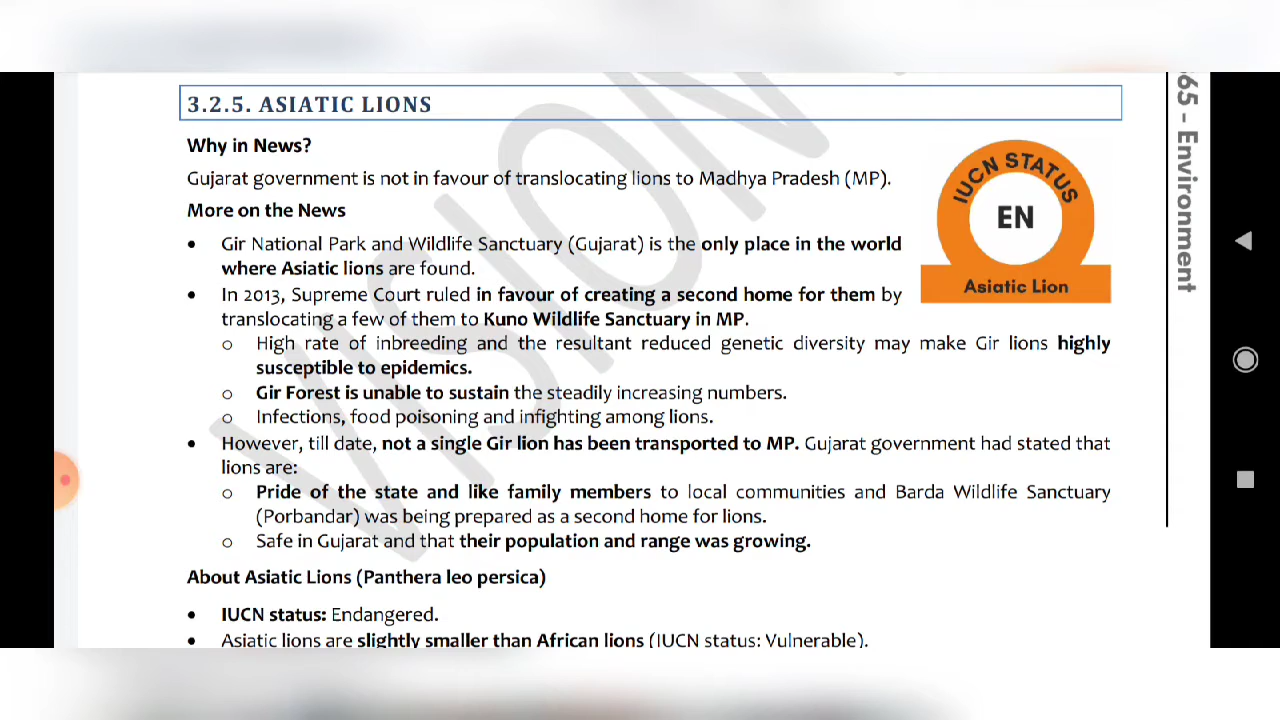 3.2.5. ASIATIC LIONS
Why in News?
Gujarat government is not in favour of translocating lions to Madhya Pradesh (MP).
More on the News
• Gir National Park and Wildlife Sanctuary (Gujarat) is the only place in the world
where Asiatic lions are found.
• In 2013, Supreme Court ruled in favour of creating a second home for them by
translocating a few of them to Kuno Wildlife Sanctuary in MP.
o High rate of inbreeding and the resultant reduced genetic diversity may make Gir lions highly
susceptible to epidemics.
o Gir Forest is unable to sustain the steadily increasing numbers.
o Infections, food poisoning and infighting among lions.
• However, till date, not a single Gir lion has been transported to MP. Gujarat government had stated that
lions are:
o Pride of the state and like family members to local communities and Barda Wildlife Sanctuary
(Porbandar) was being prepared as a second home for lions.
o Safe in Gujarat and that their population and range was growing.
About Asiatic Lions (Panthera leo persica)
• IUCN status: Endangered.
• Asiatic lions are slightly smaller than African lions (IUCN status: Vulnerable).
IUCN STATUS
EN
Asiatic Lion
65 - Environment
VISION